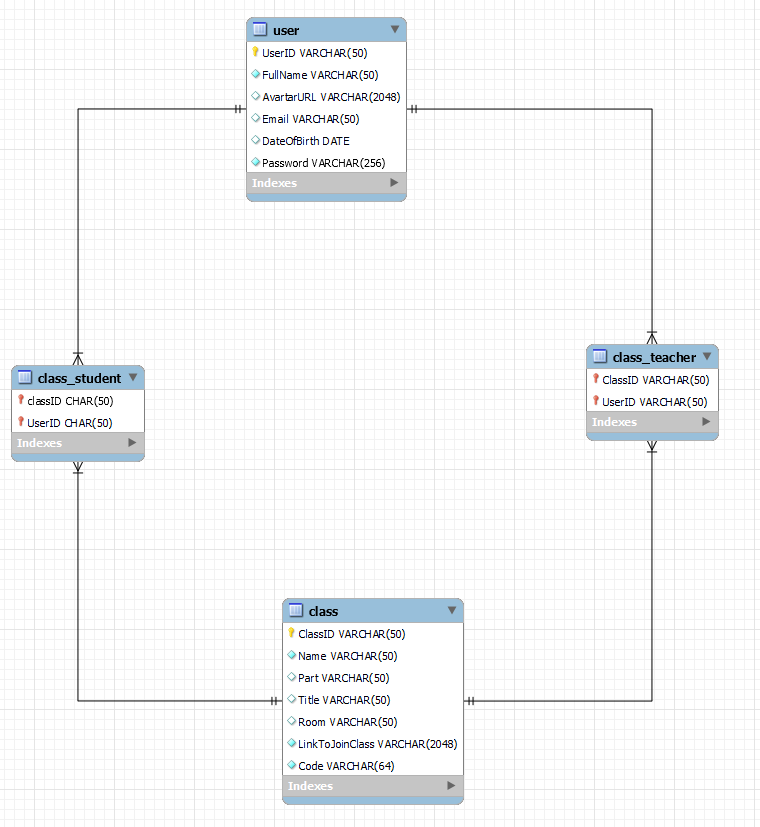 user
UserID VARCHAR(50)
FullName VARCHAR(50)
AvartarURL VARCHAR(2048)
Email VARCHAR(50)
DateOfBirth DATE
Password VARCHAR(256)
Indexes
class_student
classID CHAR(50)
UserID CHAR(50)
Indexes
class_teacher
ClassID VARCHAR(50)
UserID VARCHAR(50)
Indexes
class
ClassID VARCHAR(50)
Name VARCHAR(50)
Part VARCHAR(50)
Title VARCHAR(50)
Room VARCHAR(50)
LinkToJoinClass VARCHAR(2048)
Code VARCHAR(64)
Indexes